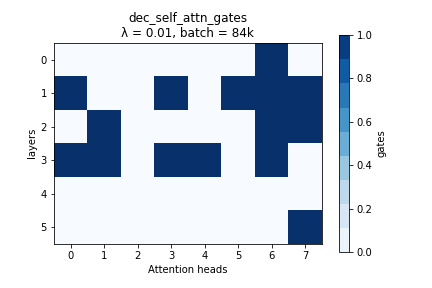 dec_self_attn_gates
λ = 0.01, batch = 84k
layers
0
1
2
3
4
5
0 1 2 3 4 5 6 7
Attention heads
1.0
0.8
0.6
0.4
0.2
0.0
gates